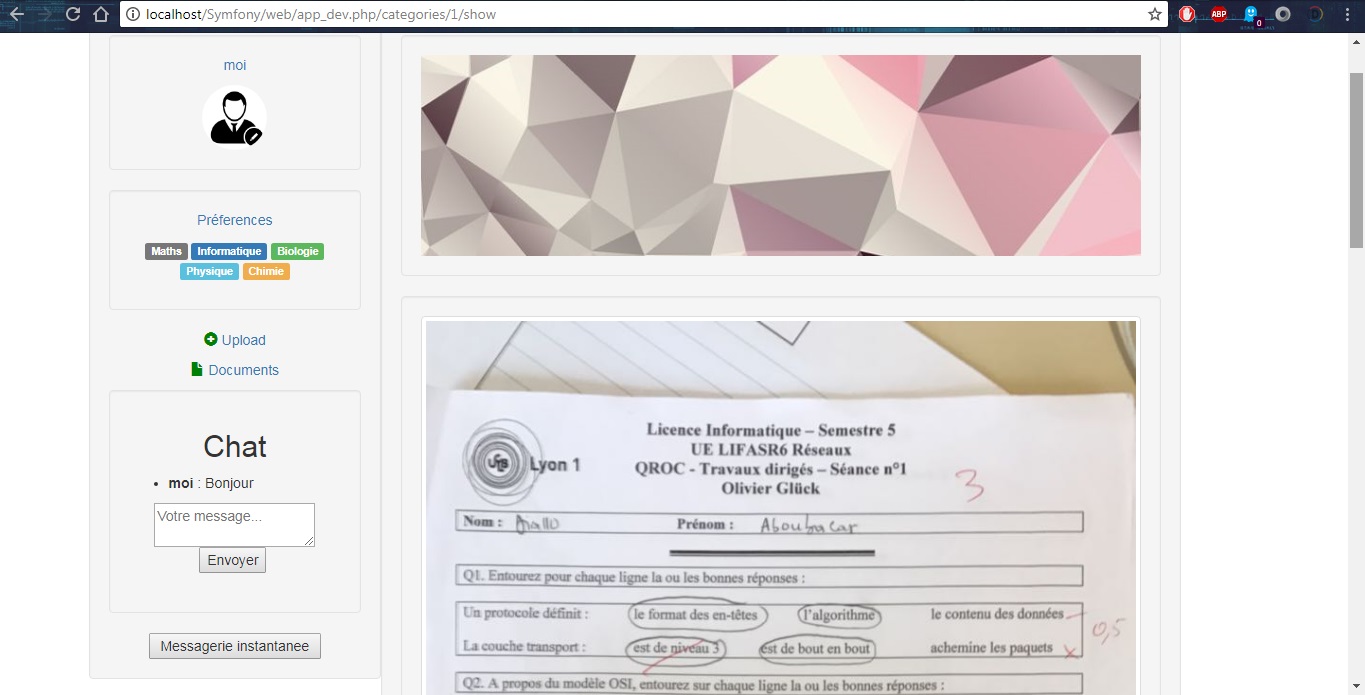 localhost/Symfony/web/app_dev.php/categories/1/show
ABP
0
moi
Préferences
Maths Informatique Biologie
Physique Chimie
Upload
Documents
Chat
moi : Bonjour
Votre message...
Envoyer
Messagerie instantanee
Licence Informatique – Semestre 5
UE LIFASR6 Réseaux
QROC - Travaux dirigés – Séance n°1
Olivier Glück
Lyon 1
3
Nom : Diallo Prénom : Aboubacar
Q1. Entourez pour chaque ligne la ou les bonnes réponses :
Un protocole définit : le format des en-têtes l'algorithme le contenu des données
La couche transport : est de niveau 3 est de bout en bout achemine les paquets
0,5
Q2. A propos du modèle OSI, entourez sur chaque ligne la ou les bonnes réponses :